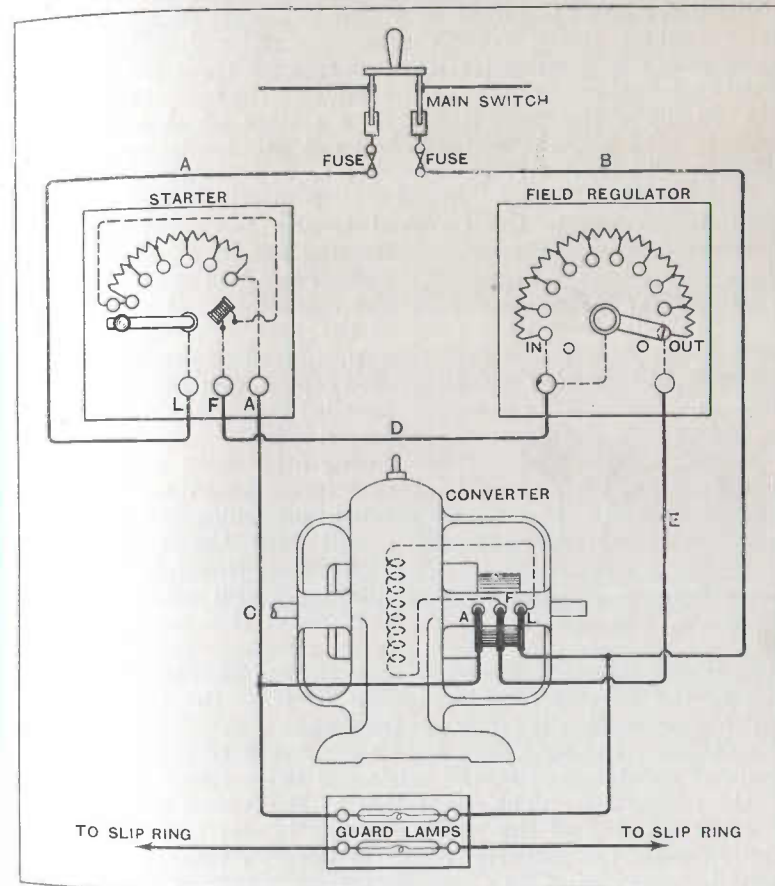 MAIN SWITCH
A
FUSE
FUSE
B
STARTER
FIELD REGULATOR
IN
OUT
L
F
A
D
CONVERTER
E
C
A
F
L
TO SLIP RING
GUARD LAMPS
TO SLIP RING